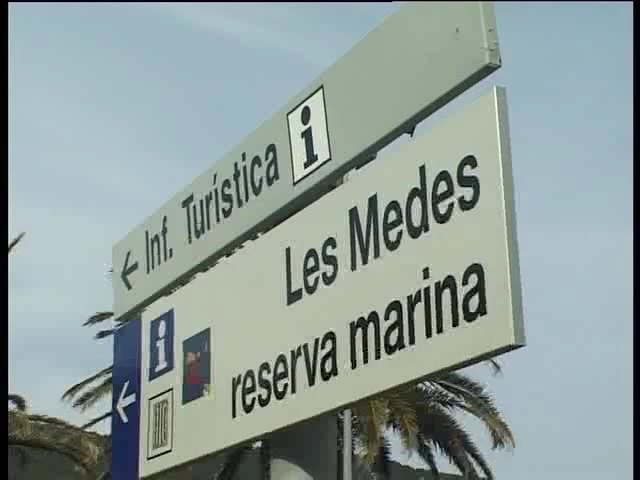 ← Inf. Turística i
Les Medes
← i reserva marina